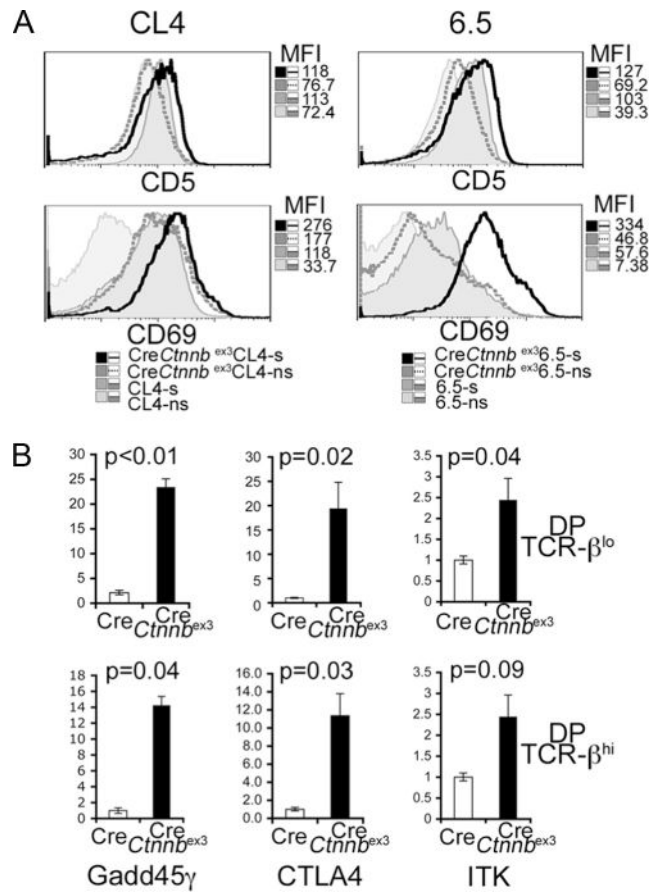 A
CL4
6.5
MFI
118
76.7
113
72.4
MFI
127
69.2
103
39.3
CD5
CD5
MFI
276
177
118
33.7
MFI
334
46.8
57.6
7.38
CD69
CD69
CreCtnnb ex3CL4-s
CreCtnnb ex3CL4-ns
CL4-s
CL4-ns
CreCtnnb ex36.5-s
CreCtnnb ex36.5-ns
6.5-s
6.5-ns
B
p<0.01
30
25
20
15
10
5
0
Cre
Cre
Ctnnbex3
p=0.02
30
25
20
15
10
5
0
Cre
Cre
Ctnnbex3
p=0.04
3.5
3
2.5
2
1.5
1
0.5
0
Cre
Cre
Ctnnbex3
DP
TCR-βlo
p=0.04
18
16
14
12
10
8
6
4
2
0
Cre
Cre
Ctnnbex3
p=0.03
16.0
14.0
12.0
10.0
8.0
6.0
4.0
2.0
0.0
Cre
Cre
Ctnnbex3
p=0.09
3.5
3
2.5
2
1.5
1
0.5
0
Cre
Cre
Ctnnbex3
DP
TCR-βhi
Gadd45γ
CTLA4
ITK